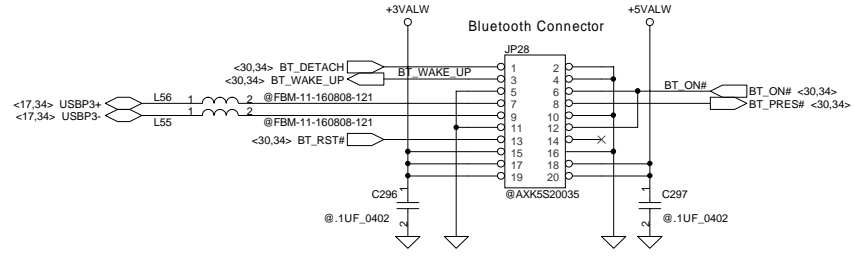 +3VALW
+5VALW
Bluetooth Connector
JP28
<30,34> BT_DETACH
<30,34> BT_WAKE_UP
BT_WAKE_UP
1 2
3 4
5 6
7 8
9 10
11 12
13 14
15 16
17 18
19 20
BT_ON#
BT_ON# <30,34>
BT_PRES# <30,34>
<17,34> USBP3+
L56
1 2
@FBM-11-160808-121
<17,34> USBP3-
L55
1 2
@FBM-11-160808-121
<30,34> BT_RST#
@AXK5S20035
C296
1
2
@.1UF_0402
C297
1
2
@.1UF_0402